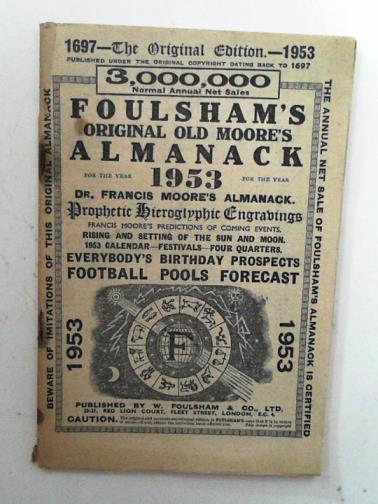 1697—The Original Edition.—1953
PUBLISHED UNDER THE ORIGINAL COPYRIGHT DATING BACK TO 1697
3,000,000
Normal Annual Net Sales
FOULSHAM'S
ORIGINAL OLD MOORE'S
ALMANACK
FOR THE YEAR 1953 FOR THE YEAR
DR. FRANCIS MOORE'S ALMANACK.
Prophetic Hieroglyphic Engravings
FRANCIS MOORE'S PREDICTIONS OF COMING EVENTS.
RISING AND SETTING OF THE SUN AND MOON.
1953 CALENDAR—FESTIVALS—FOUR QUARTERS.
EVERYBODY'S BIRTHDAY PROSPECTS
FOOTBALL POOLS FORECAST
1953
F
1953
PUBLISHED BY W. FOULSHAM & CO., LTD.
20-21, RED LION COURT, FLEET STREET, LONDON, E.C. 4.
CAUTION.
BEWARE OF IMITATIONS OF THIS ORIGINAL ALMANACK
THE ANNUAL NET SALE OF FOULSHAM'S ALMANACK IS CERTIFIED